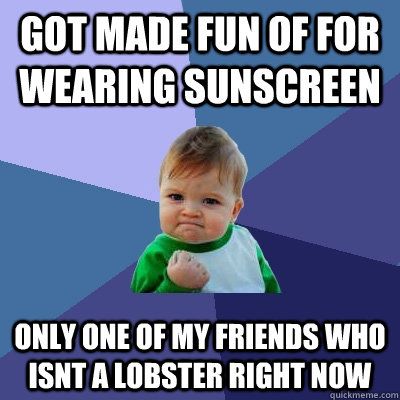 GOT MADE FUN OF FOR
WEARING SUNSCREEN
ONLY ONE OF MY FRIENDS WHO
ISNT A LOBSTER RIGHT NOW
quickmeme.com